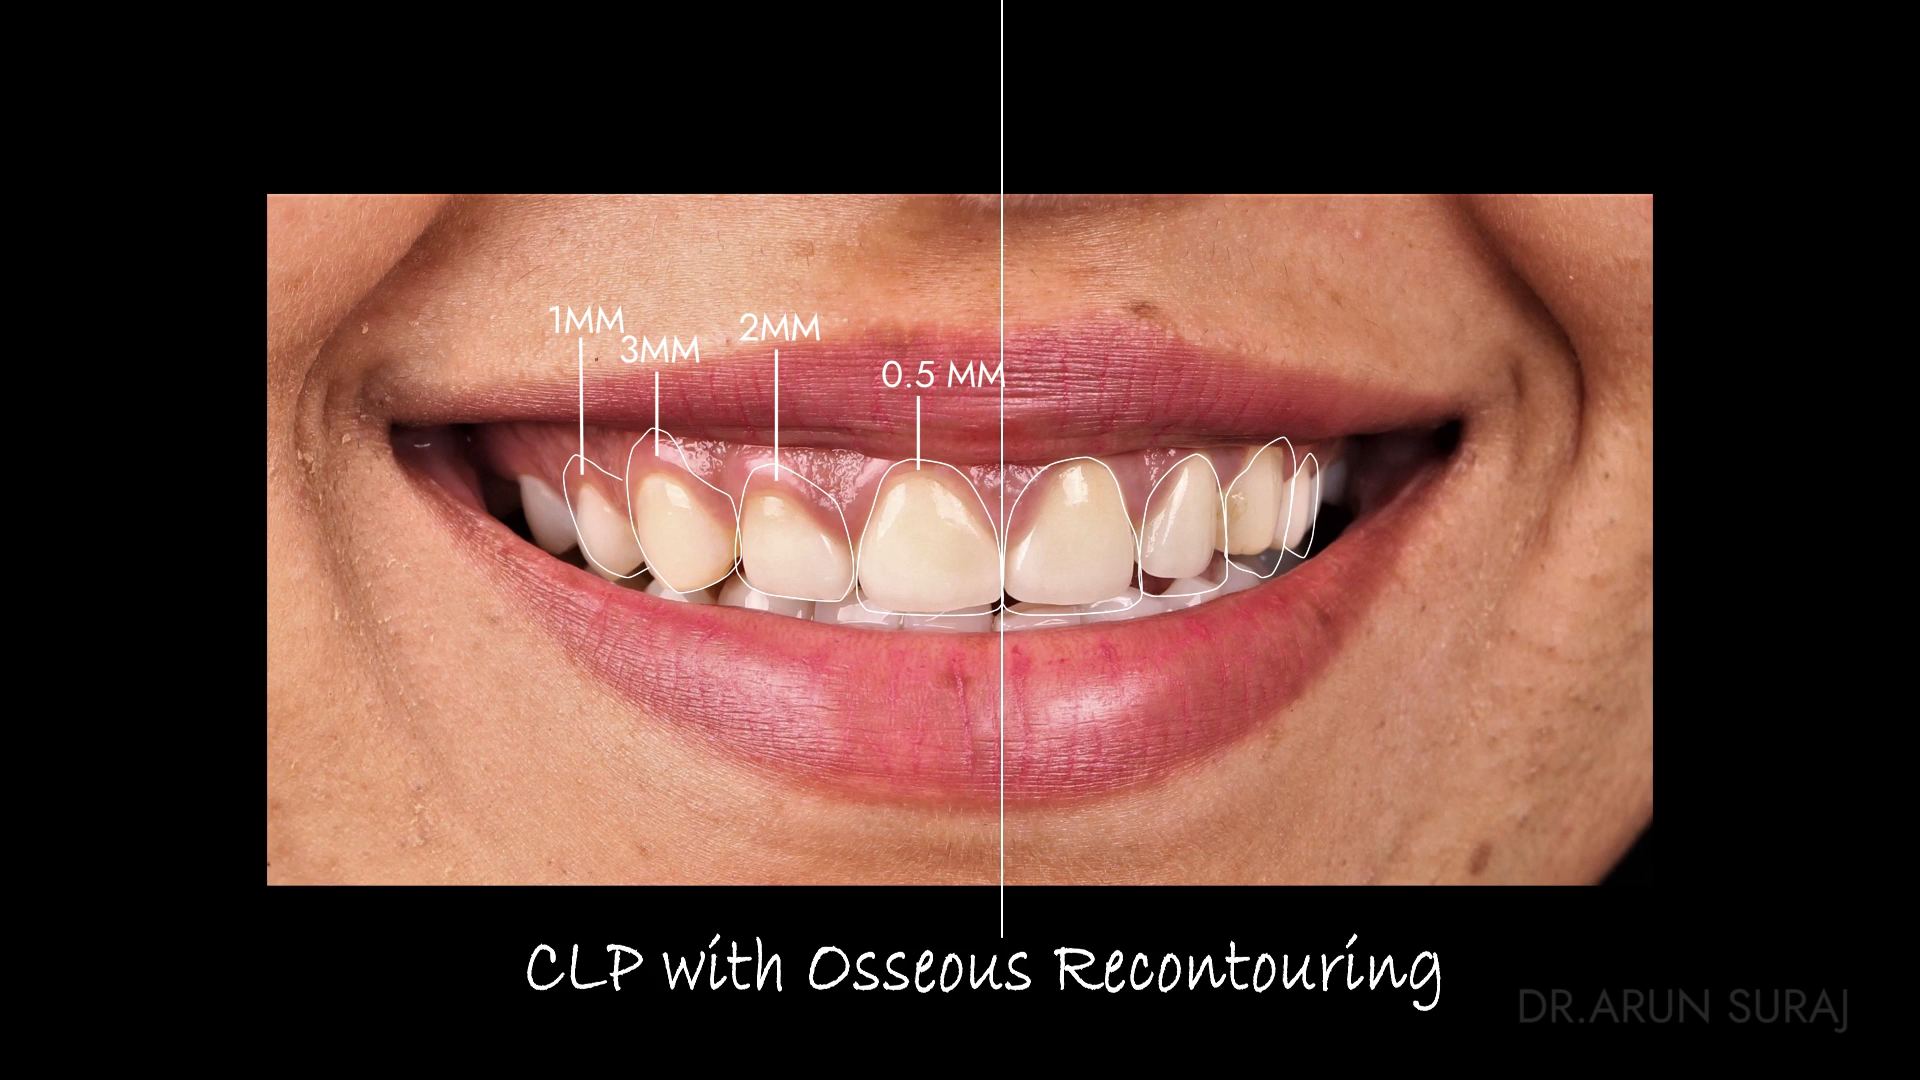 1MM
3MM
2MM
0.5 MM
CLP with Osseous Recontouring
DR.ARUN SURAJ